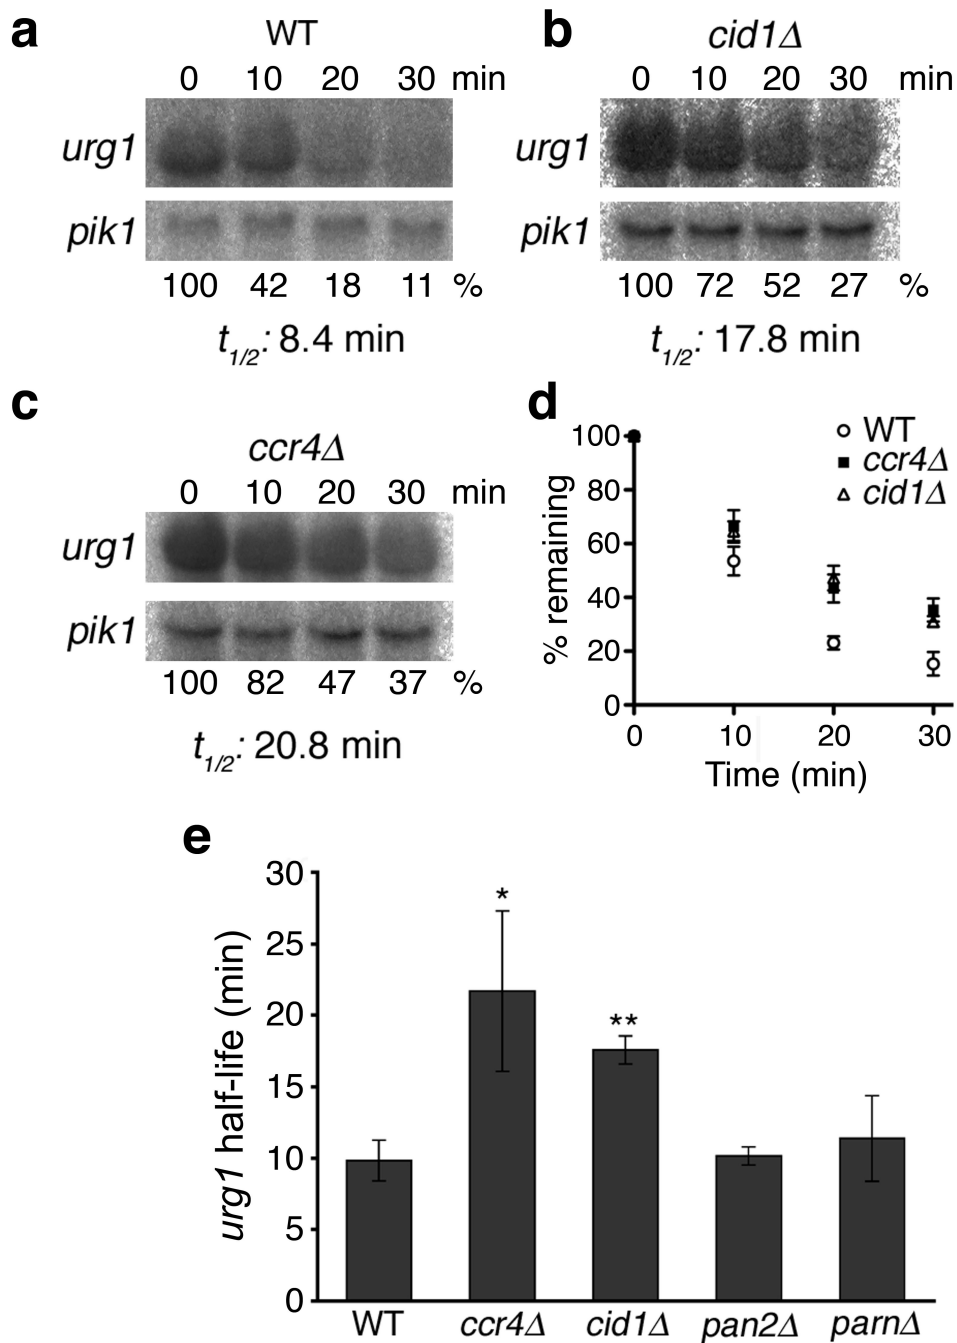 a
WT
0 10 20 30 min
urg1
pik1
100 42 18 11 %
t1/2: 8.4 min
b
cid1Δ
0 10 20 30 min
urg1
pik1
100 72 52 27 %
t1/2: 17.8 min
c
ccr4Δ
0 10 20 30 min
urg1
pik1
100 82 47 37 %
t1/2: 20.8 min
d
WT
ccr4Δ
cid1Δ
% remaining
100
80
60
40
20
0
0 10 20 30
Time (min)
e
urg1 half-life (min)
30
25
20
15
10
5
0
*
**
WT ccr4Δ cid1Δ pan2Δ parnΔ